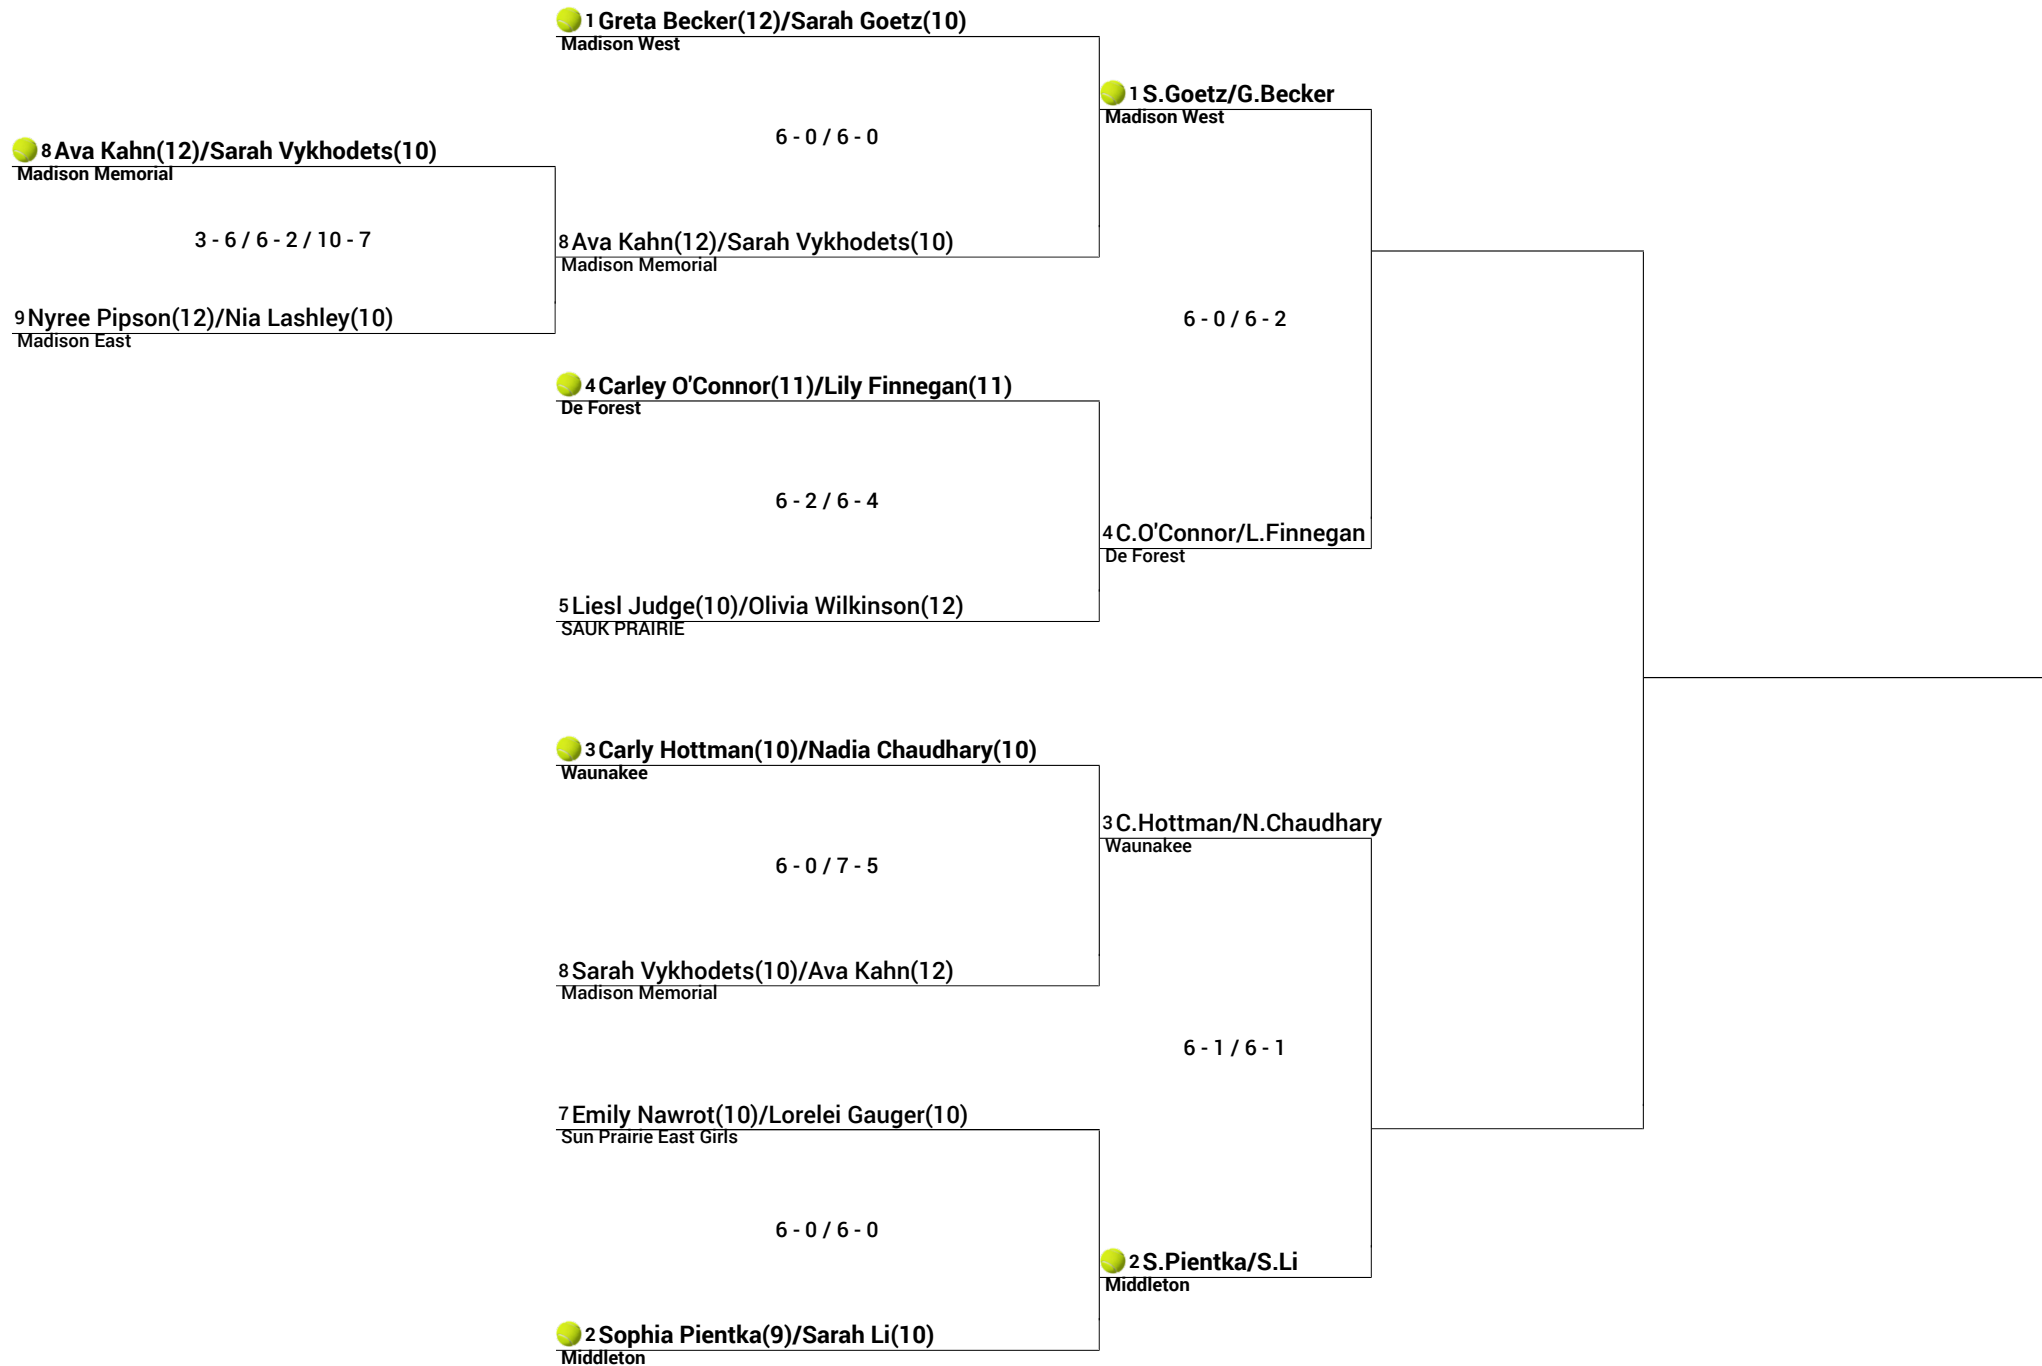 1 Greta Becker(12)/Sarah Goetz(10)
Madison West
1 S.Goetz/G.Becker
Madison West
6 - 0 / 6 - 0
8 Ava Kahn(12)/Sarah Vykhodets(10)
Madison Memorial
3 - 6 / 6 - 2 / 10 - 7
8 Ava Kahn(12)/Sarah Vykhodets(10)
Madison Memorial
9 Nyree Pipson(12)/Nia Lashley(10)
Madison East
6 - 0 / 6 - 2
4 Carley O'Connor(11)/Lily Finnegan(11)
De Forest
6 - 2 / 6 - 4
4 C.O'Connor/L.Finnegan
De Forest
5 Liesl Judge(10)/Olivia Wilkinson(12)
SAUK PRAIRIE
3 Carly Hottman(10)/Nadia Chaudhary(10)
Waunakee
3 C.Hottman/N.Chaudhary
Waunakee
6 - 0 / 7 - 5
8 Sarah Vykhodets(10)/Ava Kahn(12)
Madison Memorial
6 - 1 / 6 - 1
7 Emily Nawrot(10)/Lorelei Gauger(10)
Sun Prairie East Girls
6 - 0 / 6 - 0
2 S.Pientka/S.Li
Middleton
2 Sophia Pientka(9)/Sarah Li(10)
Middleton